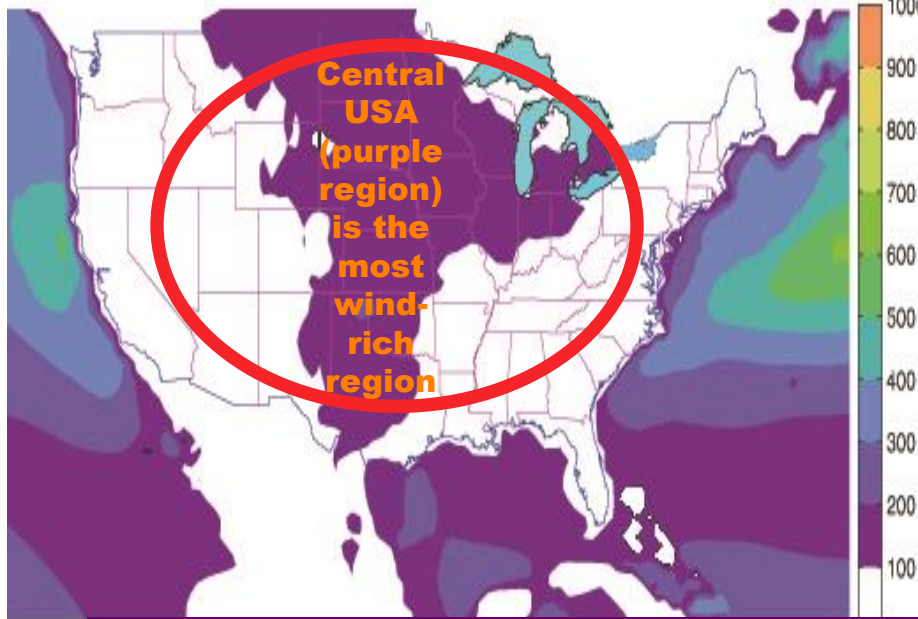 Central
USA
(purple
region)
is the
most
wind-
rich
region
1000
900
800
700
600
500
400
300
200
100